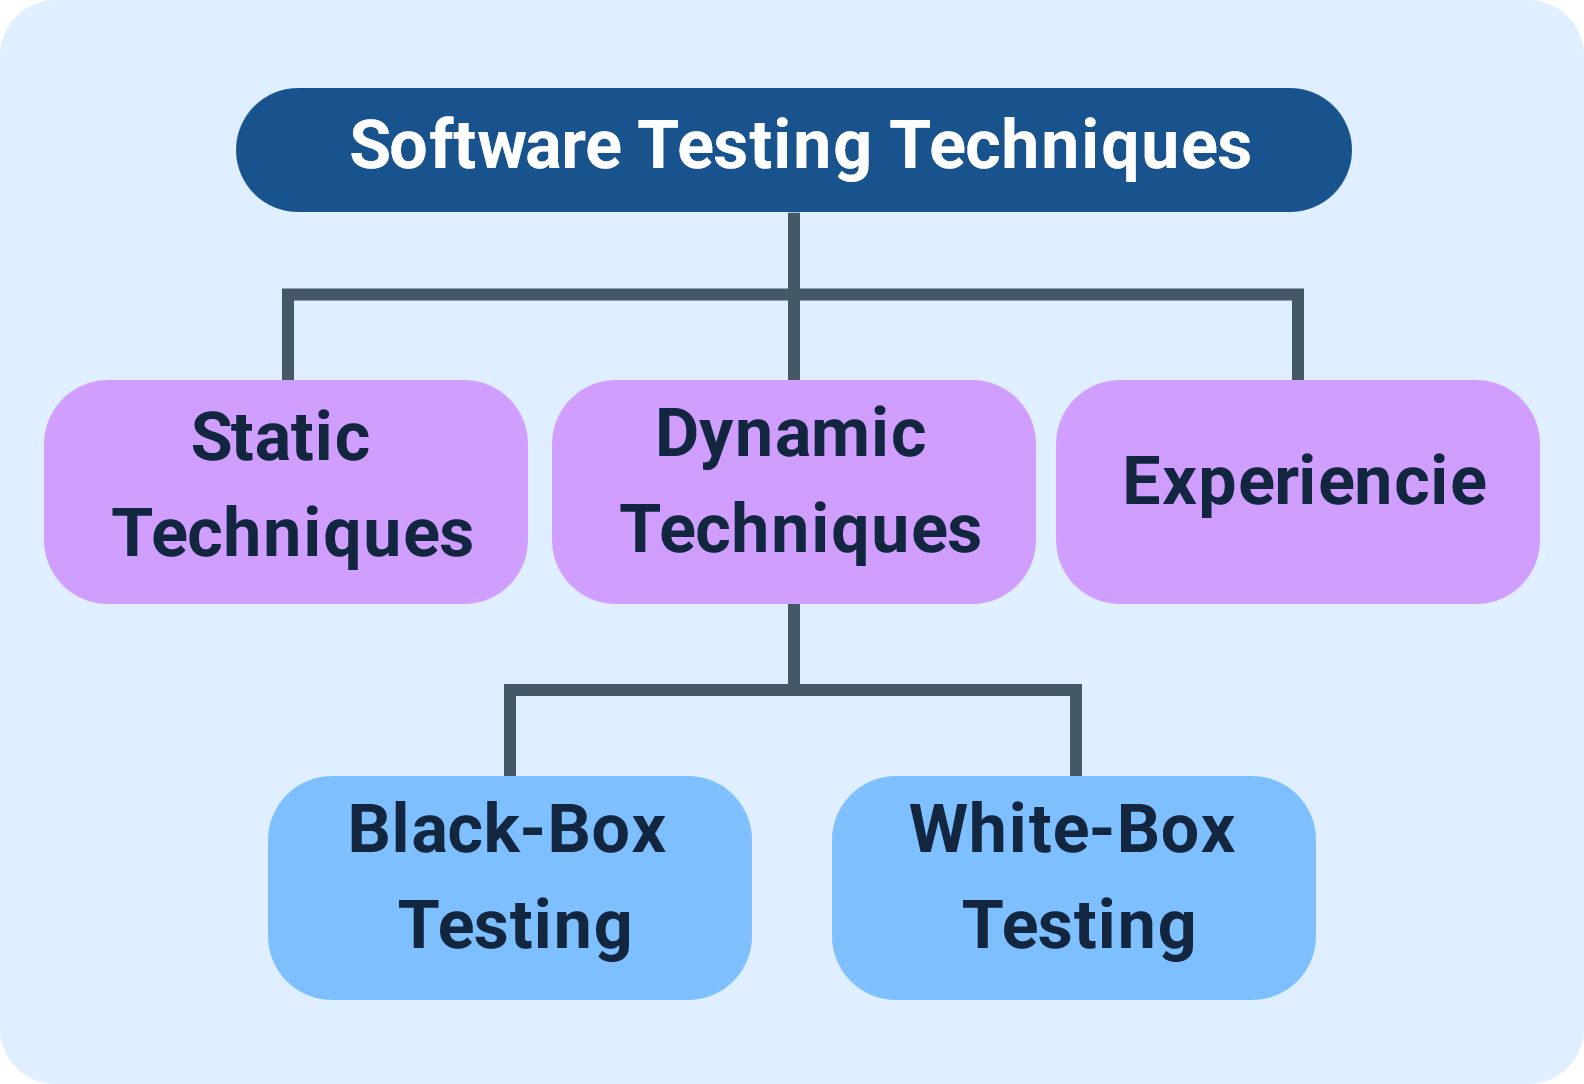 Software Testing Techniques
Static
Techniques
Dynamic
Techniques
Experiencie
Black-Box
Testing
White-Box
Testing